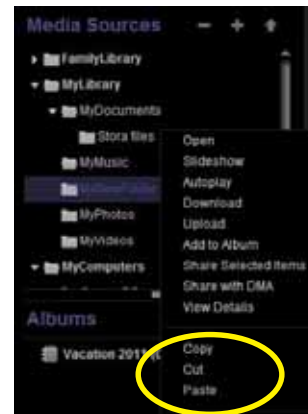 Media Sources
FamilyLibrary
MyLibrary
MyDocuments
Stora files
MyMusic
MyPhotos
MyVideos
MyComputers
Albums
Vacation
Open
Slideshow
Autoplay
Download
Upload
Add to Album
Share Selected Items
Share with DMA
View Details
Copy
Cut
Paste